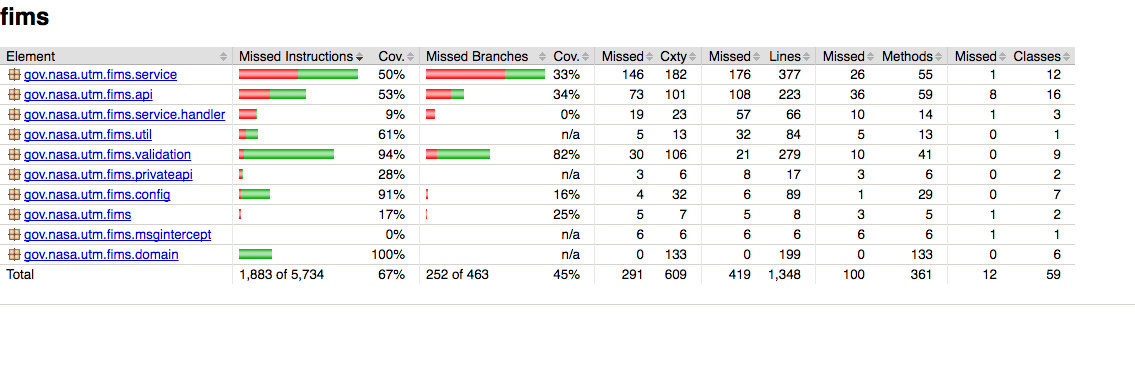 fims
Element Missed Instructions Cov. Missed Branches Cov. Missed Cxty Missed Lines Missed Methods Missed Classes
gov.nasa.utm.fims.service 50% 33% 146 182 176 377 26 55 1 12
gov.nasa.utm.fims.api 53% 34% 73 101 108 223 36 59 8 16
gov.nasa.utm.fims.service.handler 9% 0% 19 23 57 66 10 14 1 3
gov.nasa.utm.fims.util 61% n/a 5 13 32 84 5 13 0 1
gov.nasa.utm.fims.validation 94% 82% 30 106 21 279 10 41 0 9
gov.nasa.utm.fims.privateapi 28% n/a 3 6 8 17 3 6 0 2
gov.nasa.utm.fims.config 91% 16% 4 32 6 89 1 29 0 7
gov.nasa.utm.fims 17% 25% 5 7 5 8 3 5 1 2
gov.nasa.utm.fims.msgintercept 0% n/a 6 6 6 6 6 6 1 1
gov.nasa.utm.fims.domain 100% n/a 0 133 0 199 0 133 0 6
Total 1,883 of 5,734 67% 252 of 463 45% 291 609 419 1,348 100 361 12 59